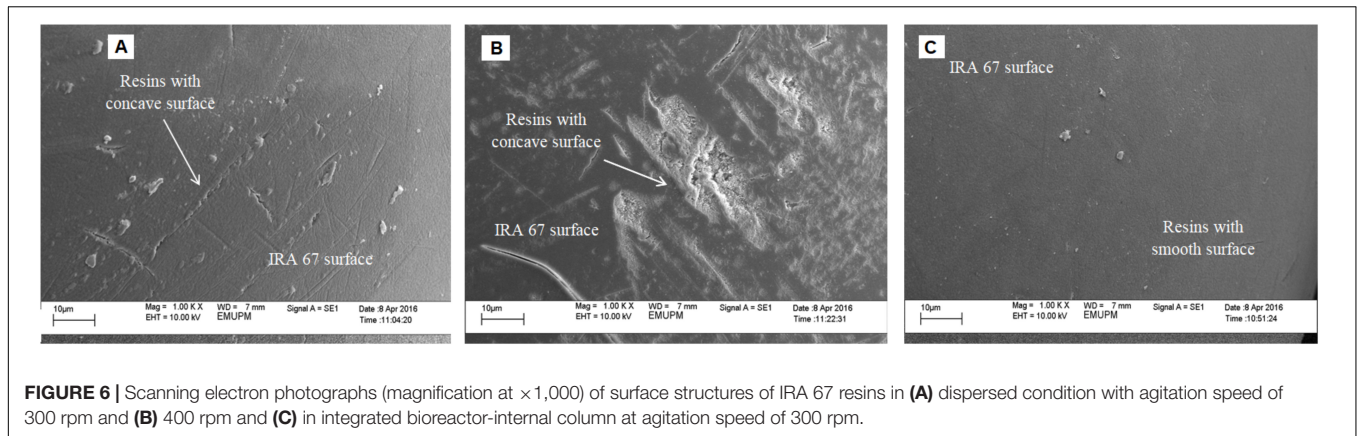 A
Resins with
concave surface
IRA 67 surface
10µm
Mag = 1.00 K X WD = 7 mm Signal A = SE1 Date :8 Apr 2016
EHT = 10.00 kV EMUPM Time :11:04:20
B
Resins with
concave surface
IRA 67 surface
10µm
Mag = 1.00 K X WD = 7 mm Signal A = SE1 Date :8 Apr 2016
EHT = 10.00 kV EMUPM Time :11:22:31
C
IRA 67 surface
Resins with
smooth surface
10µm
Mag = 1.00 K X WD = 7 mm Signal A = SE1 Date :8 Apr 2016
EHT = 10.00 kV EMUPM Time :10:51:24
FIGURE 6 | Scanning electron photographs (magnification at ×1,000) of surface structures of IRA 67 resins in (A) dispersed condition with agitation speed of
300 rpm and (B) 400 rpm and (C) in integrated bioreactor-internal column at agitation speed of 300 rpm.